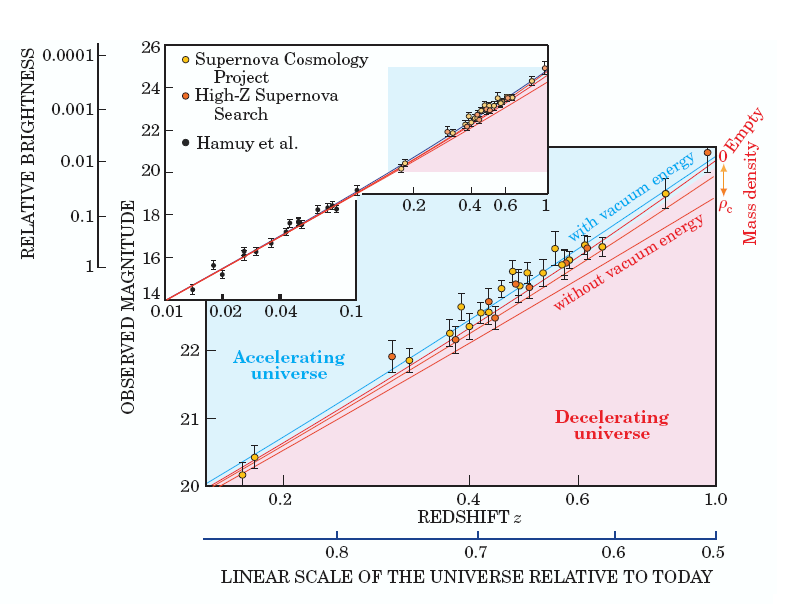 RELATIVE BRIGHTNESS
0.0001
0.001
0.01
0.1
1
OBSERVED MAGNITUDE
26
24
22
20
18
16
14
Supernova Cosmology
Project
High-Z Supernova
Search
Hamuy et al.
0.2
0.4
0.6
1
0.01
0.02
0.04
0.1
22
21
20
with vacuum energy
without vacuum energy
0
Empty
Mass density
ρc
Accelerating
universe
Decelerating
universe
0.2
0.4
0.6
1.0
REDSHIFT z
0.8
0.7
0.6
0.5
LINEAR SCALE OF THE UNIVERSE RELATIVE TO TODAY